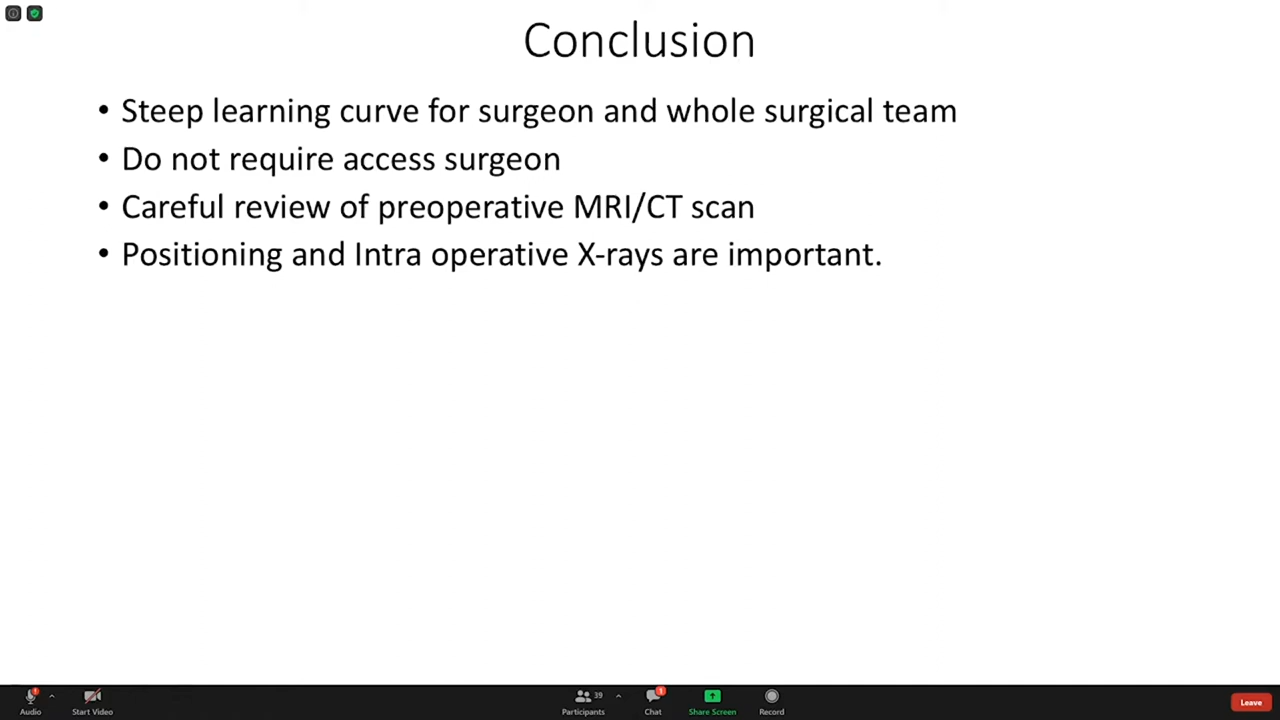 Conclusion
• Steep learning curve for surgeon and whole surgical team
• Do not require access surgeon
• Careful review of preoperative MRI/CT scan
• Positioning and Intra operative X-rays are important.
Audio
Start Video
39
Participants
1
Chat
Share Screen
Record
Leave